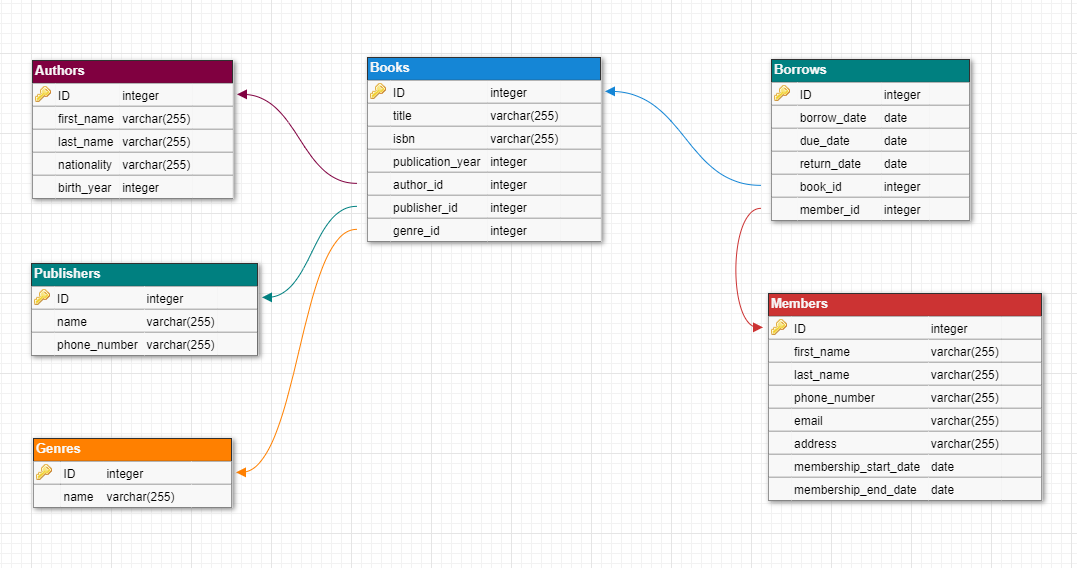 Authors
ID integer
first_name varchar(255)
last_name varchar(255)
nationality varchar(255)
birth_year integer
Books
ID integer
title varchar(255)
isbn varchar(255)
publication_year integer
author_id integer
publisher_id integer
genre_id integer
Borrows
ID integer
borrow_date date
due_date date
return_date date
book_id integer
member_id integer
Publishers
ID integer
name varchar(255)
phone_number varchar(255)
Members
ID integer
first_name varchar(255)
last_name varchar(255)
phone_number varchar(255)
email varchar(255)
address varchar(255)
membership_start_date date
membership_end_date date
Genres
ID integer
name varchar(255)